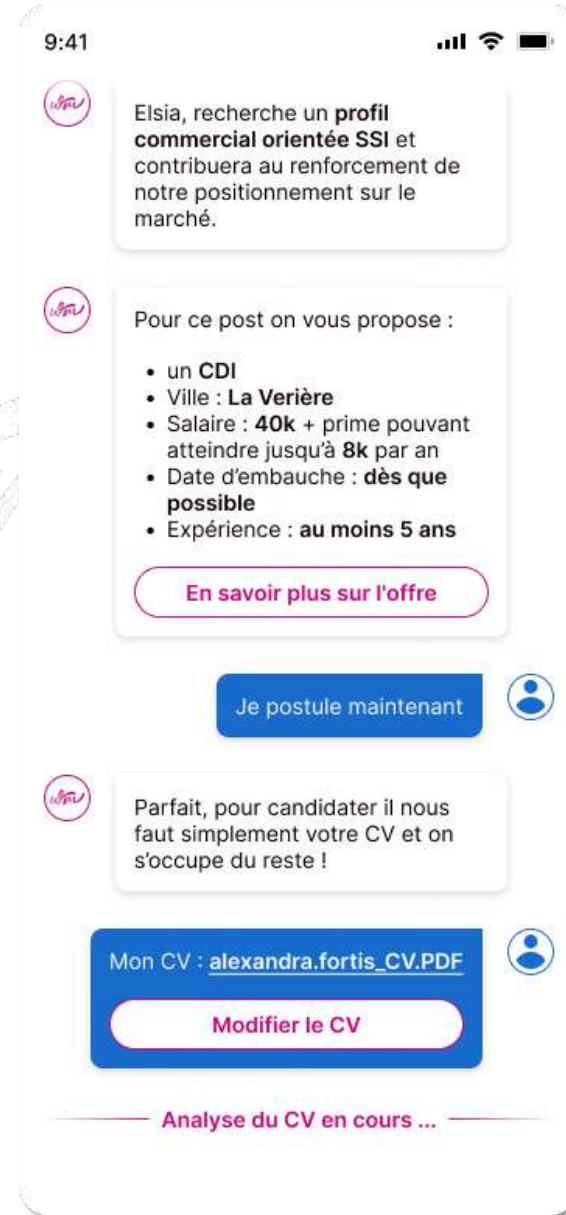 9:41
Elsia, recherche un profil
commercial orientée SSI et
contribuera au renforcement de
notre positionnement sur le
marché.
Pour ce post on vous propose :
• un CDI
• Ville : La Verière
• Salaire : 40k + prime pouvant
atteindre jusqu'à 8k par an
• Date d'embauche : dès que
possible
• Expérience : au moins 5 ans
En savoir plus sur l'offre
Je postule maintenant
Parfait, pour candidater il nous
faut simplement votre CV et on
s'occupe du reste !
Mon CV : alexandra.fortis_CV.PDF
Modifier le CV
Analyse du CV en cours ...